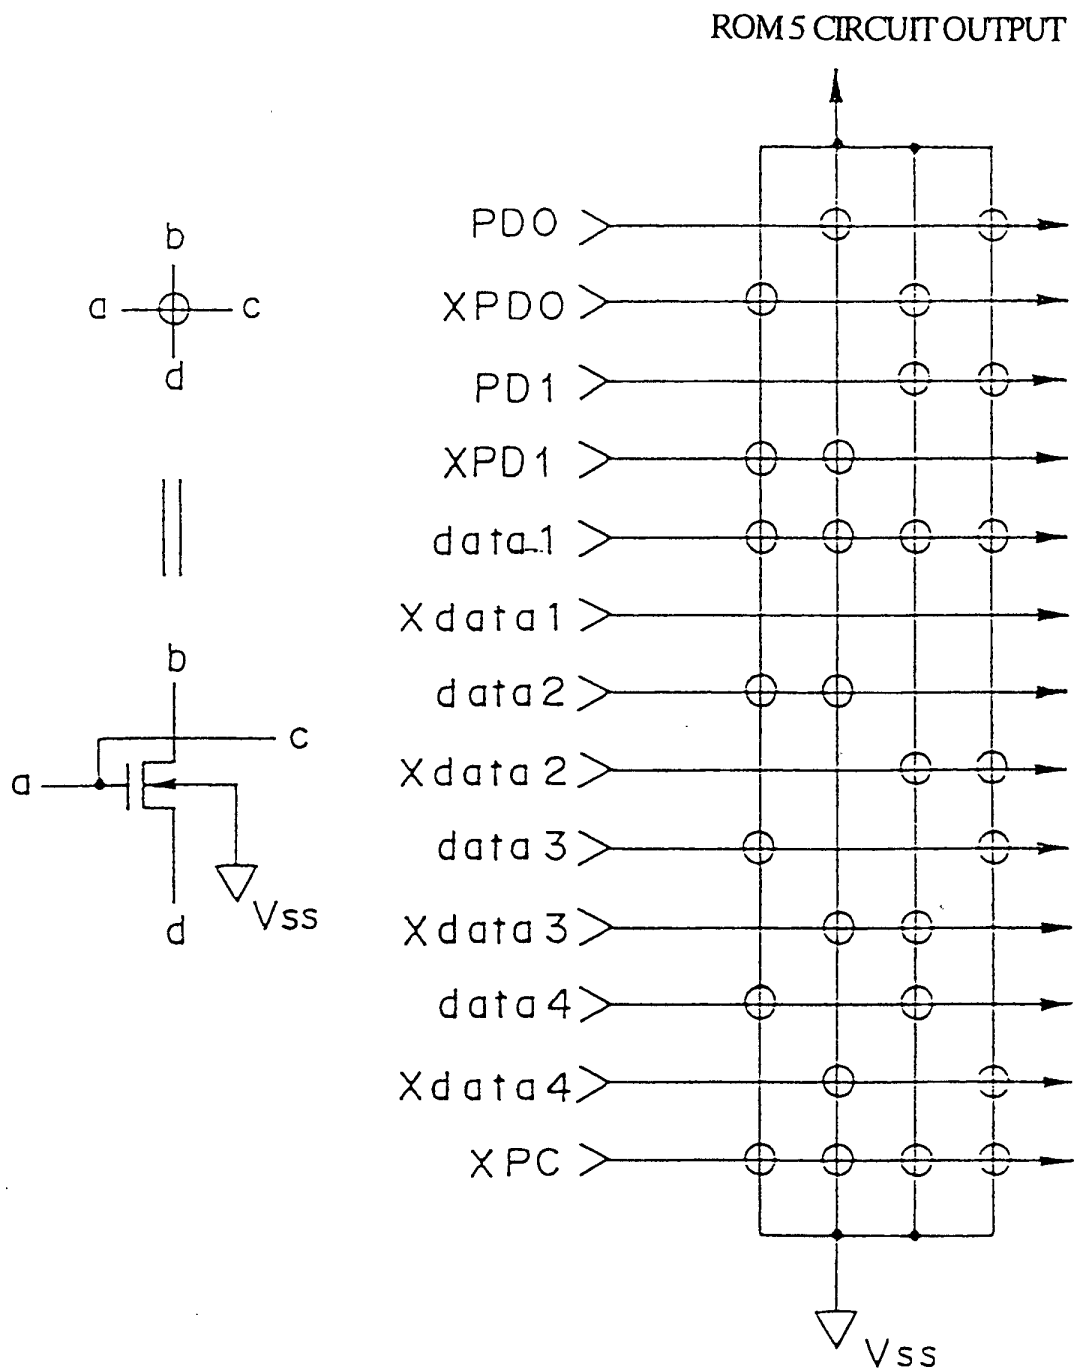 ROM 5 CIRCUIT OUTPUT
PD0
XPD0
PD1
XPD1
data1
Xdata1
data2
Xdata2
data3
Xdata3
data4
Xdata4
XPC
Vss
b
a
c
d
b
c
a
d
Vss